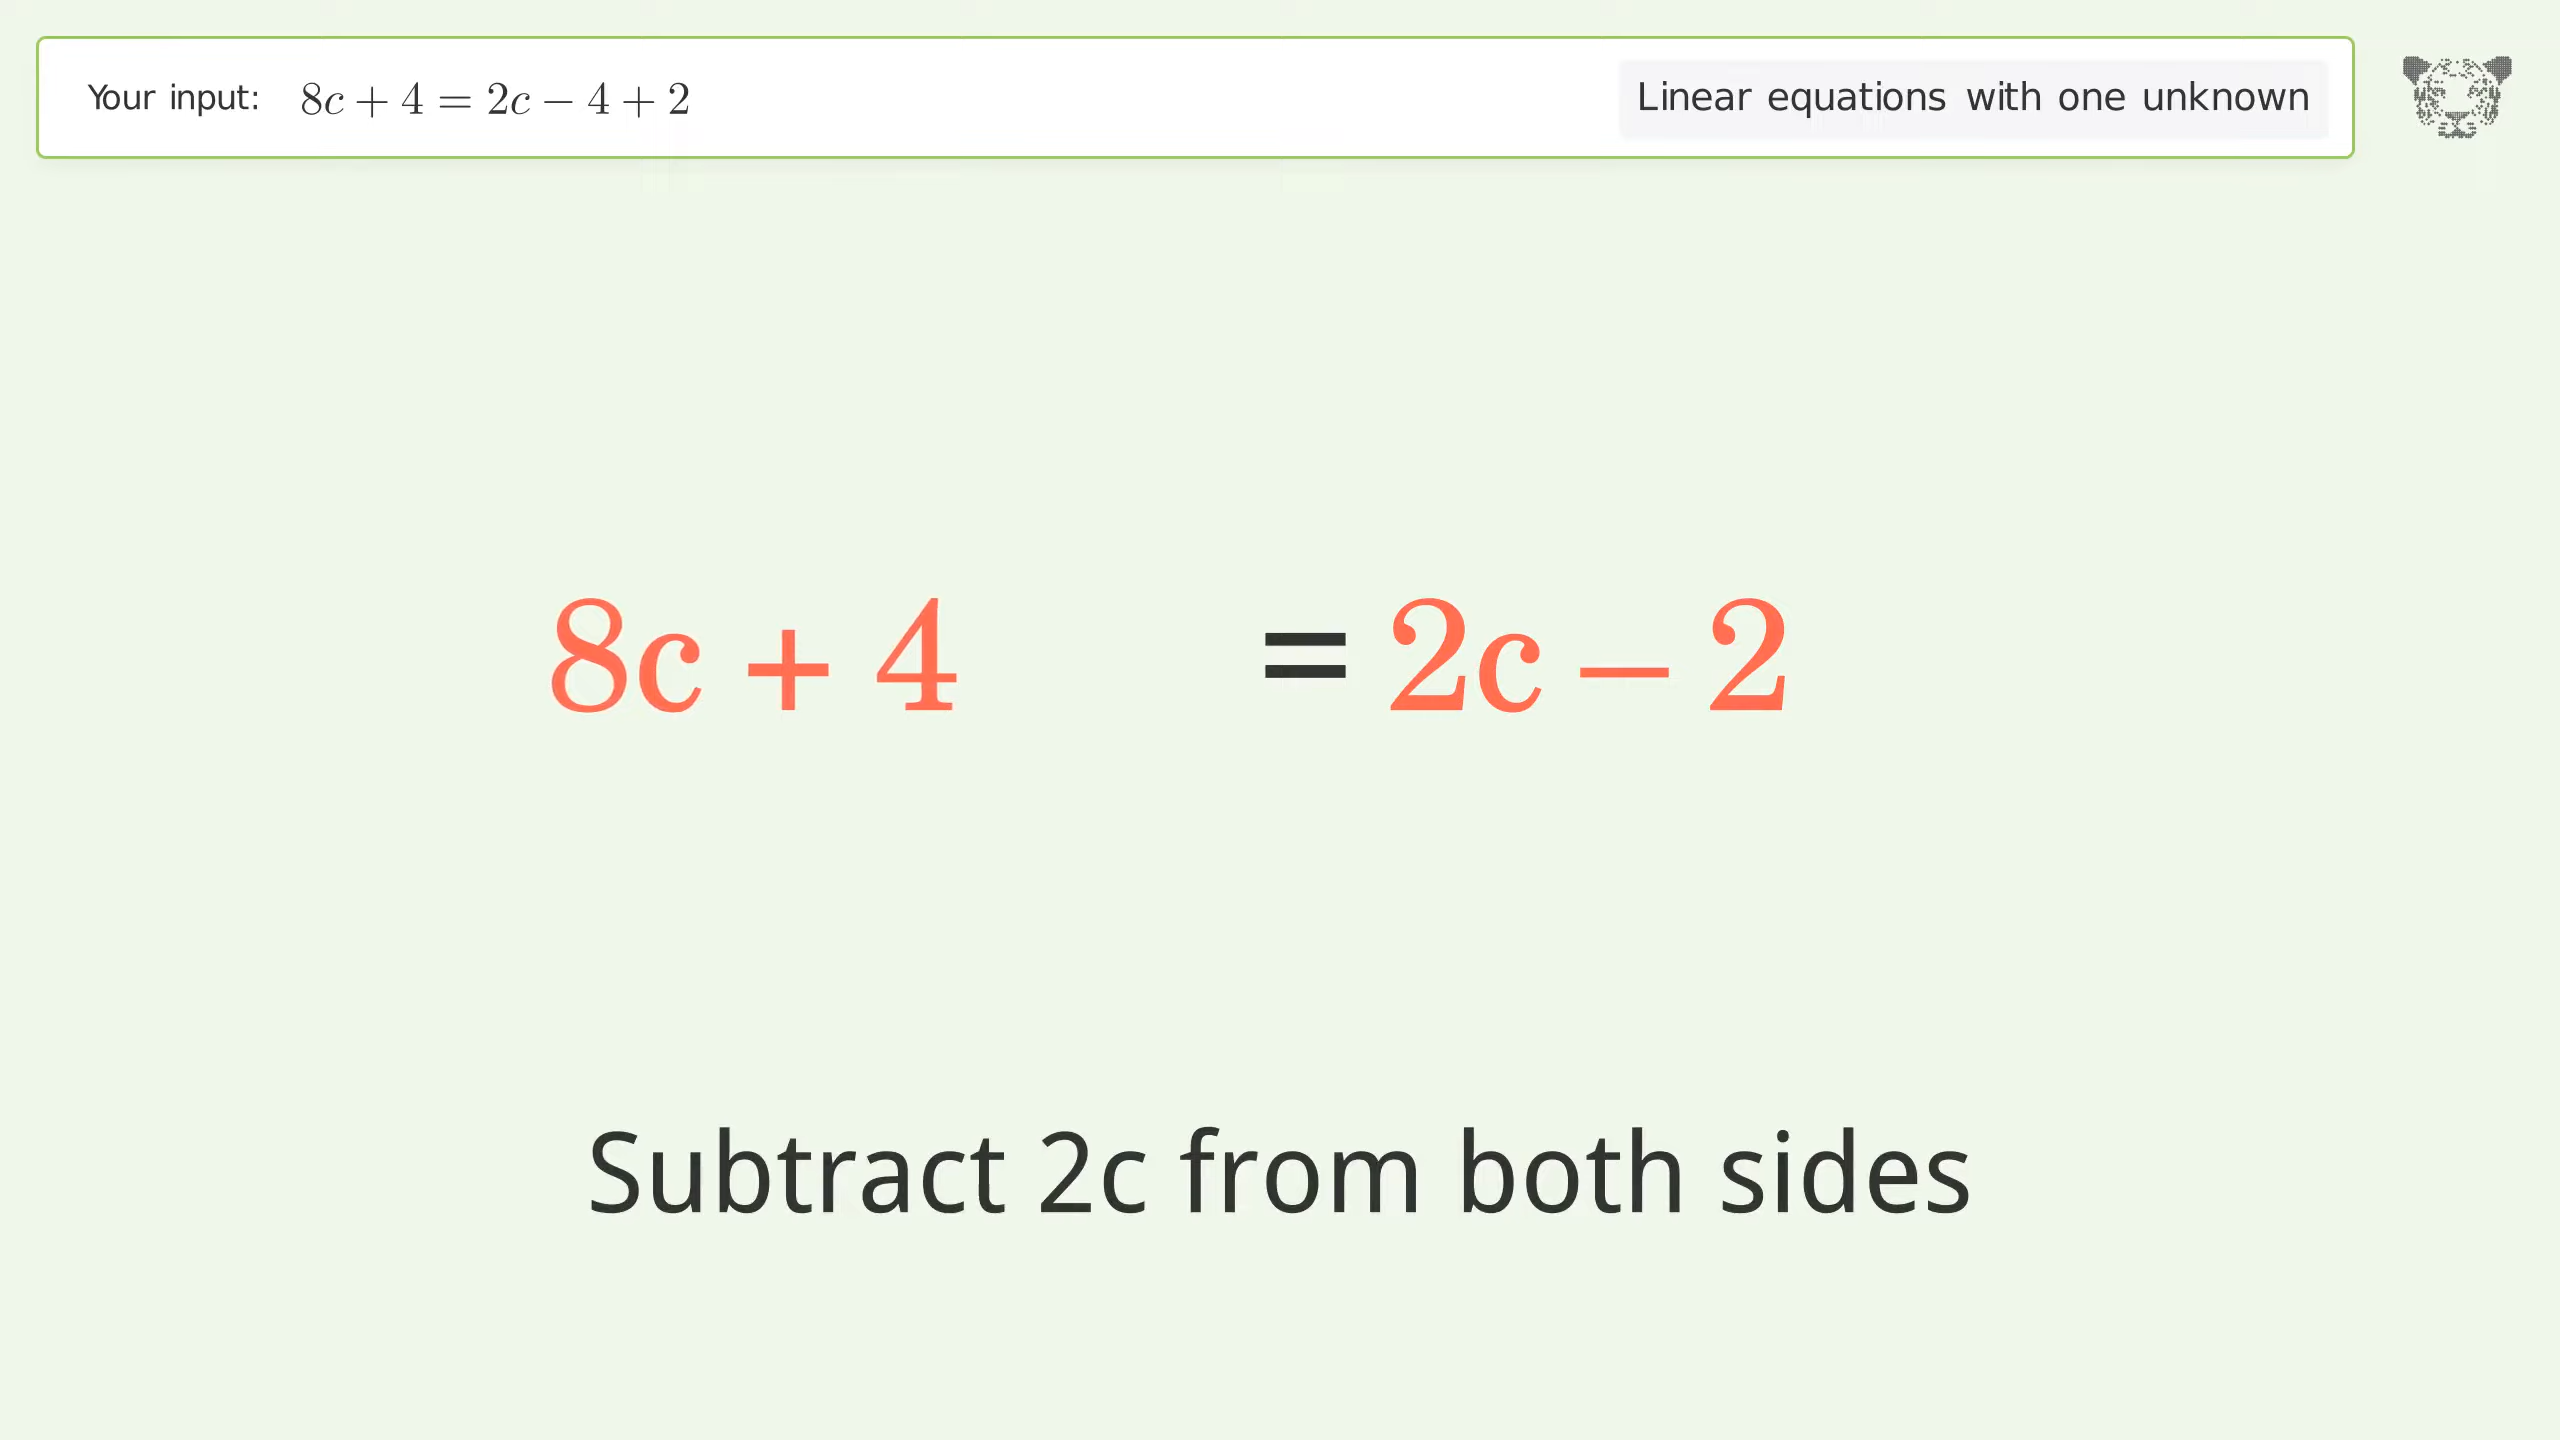 Your input: 8c + 4 = 2c − 4 + 2 Linear equations with one unknown
8c + 4 = 2c − 2
Subtract 2c from both sides